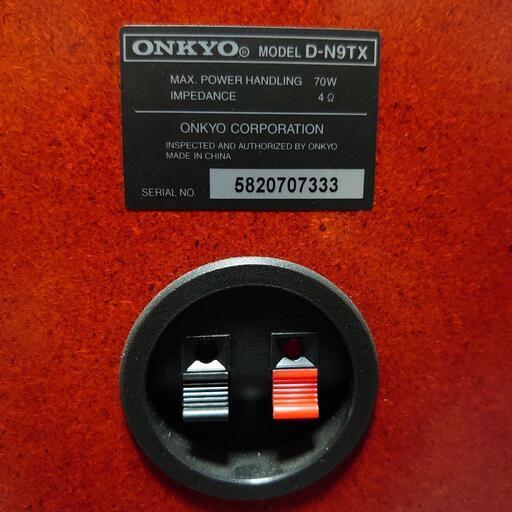 ONKYO® MODEL D-N9TX
MAX. POWER HANDLING 70W
IMPEDANCE 4 Ω
ONKYO CORPORATION
INSPECTED AND AUTHORIZED BY ONKYO
MADE IN CHINA
SERIAL NO. 5820707333